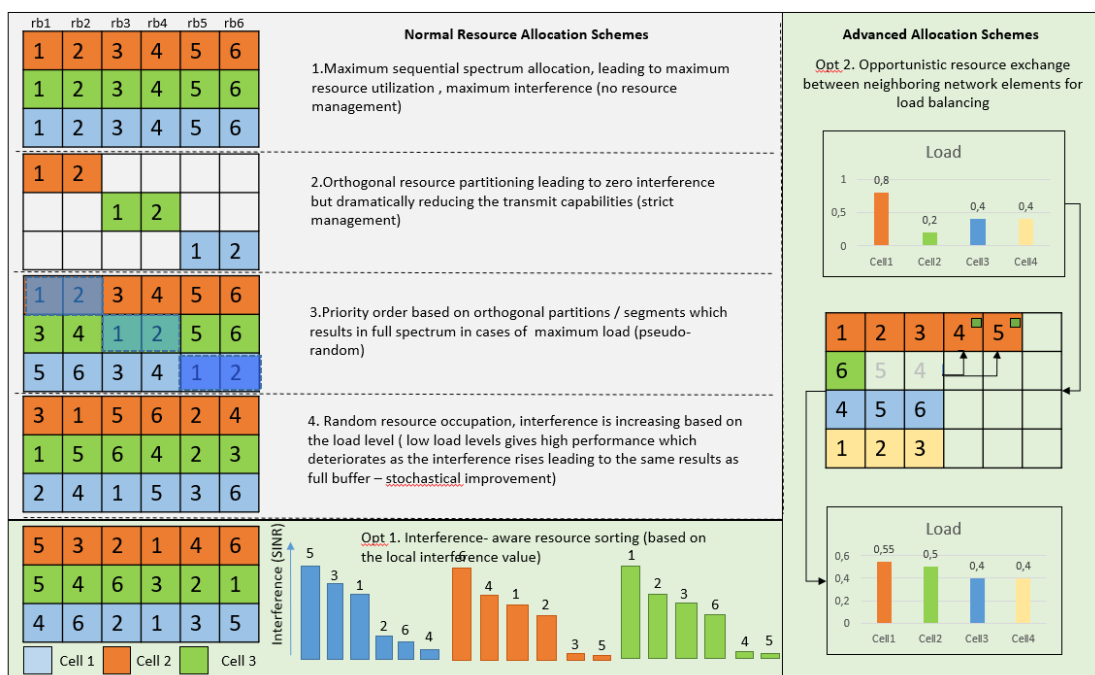 rb1 rb2 rb3 rb4 rb5 rb6
1 2 3 4 5 6
1 2 3 4 5 6
1 2 3 4 5 6
Normal Resource Allocation Schemes
1.Maximum sequential spectrum allocation, leading to maximum
resource utilization , maximum interference (no resource
management)
1 2
1 2
1 2
2.Orthogonal resource partitioning leading to zero interference
but dramatically reducing the transmit capabilities (strict
management)
1 2 3 4 5 6
3 4 1 2 5 6
5 6 3 4 1 2
3.Priority order based on orthogonal partitions / segments which
results in full spectrum in cases of maximum load (pseudo-
random)
3 1 5 6 2 4
1 5 6 4 2 3
2 4 1 5 3 6
4. Random resource occupation, interference is increasing based on
the load level ( low load levels gives high performance which
deteriorates as the interference rises leading to the same results as
full buffer – stochastical improvement)
5 3 2 1 4 6
5 4 6 3 2 1
4 6 2 1 3 5
Cell 1 Cell 2 Cell 3
Opt 1. Interference- aware resource sorting (based on
the local interference value)
Interference (SINR)
5 3 1 2 6 4
6 4 1 2 3 5
1 2 3 6 4 5
Advanced Allocation Schemes
Opt 2. Opportunistic resource exchange
between neighboring network elements for
load balancing
Load
1
0,5
0
0,8 0,2 0,4 0,4
Cell1 Cell2 Cell3 Cell4
1 2 3 4 5
6 5 4
4 5 6
1 2 3
Load
0,6
0,4
0,2
0
0,55 0,5 0,4 0,4
Cell1 Cell2 Cell3 Cell4